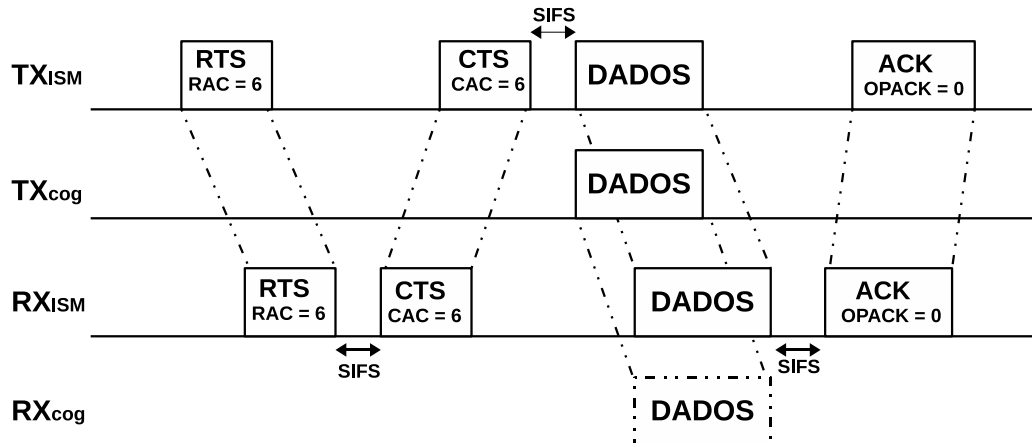 SIFS
TXISM
RTS
RAC = 6
CTS
CAC = 6
DADOS
ACK
OPACK = 0
TXcog
DADOS
RXISM
RTS
RAC = 6
CTS
CAC = 6
DADOS
ACK
OPACK = 0
SIFS
SIFS
RXcog
DADOS